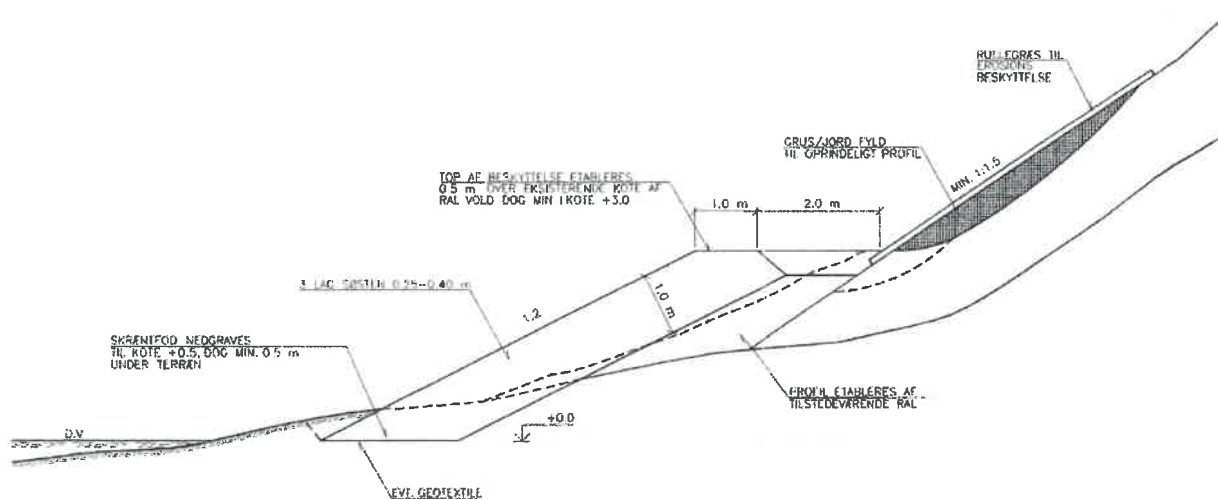 RULLEGRÆS TIL
EROSIONS
BESKYTTELSE
GRUS/JORD FYLD
TIL OPRINDELIGT PROFIL
MIN. 1:1,5
TOP AF BESKYTTELSE ETABLERES
0.5 m OVER EKSISTERENDE KOTE AF
RAL VOLD DOG MIN I KOTE +3.0
1.0 m
2.0 m
3 LAG SØSTEN 0.25-0.40 m
1:2
1.0 m
SKRÆNTFOD NEDGRAVES
TIL KOTE +0.5, DOG MIN. 0.5 m
UNDER TERRÆN
PROFIL ETABLERES AF
TILSTEDEVÆRENDE RAL
+0.0
D.V
EVT. GEOTEXTILE